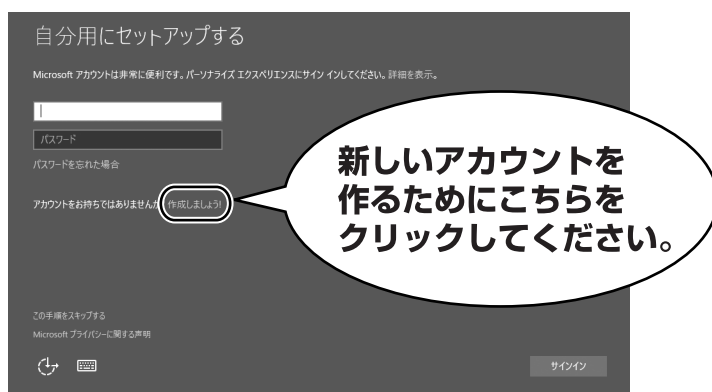 自分用にセットアップする
Microsoft アカウントは非常に便利です。パーソナライズ エクスペリエンスにサイン インしてください。詳細を表示。
パスワード
パスワードを忘れた場合
アカウントをお持ちではありませんか 作成しましょう!
新しいアカウントを
作るためにこちらを
クリックしてください。
この手順をスキップする
Microsoft プライバシーに関する声明
サインイン